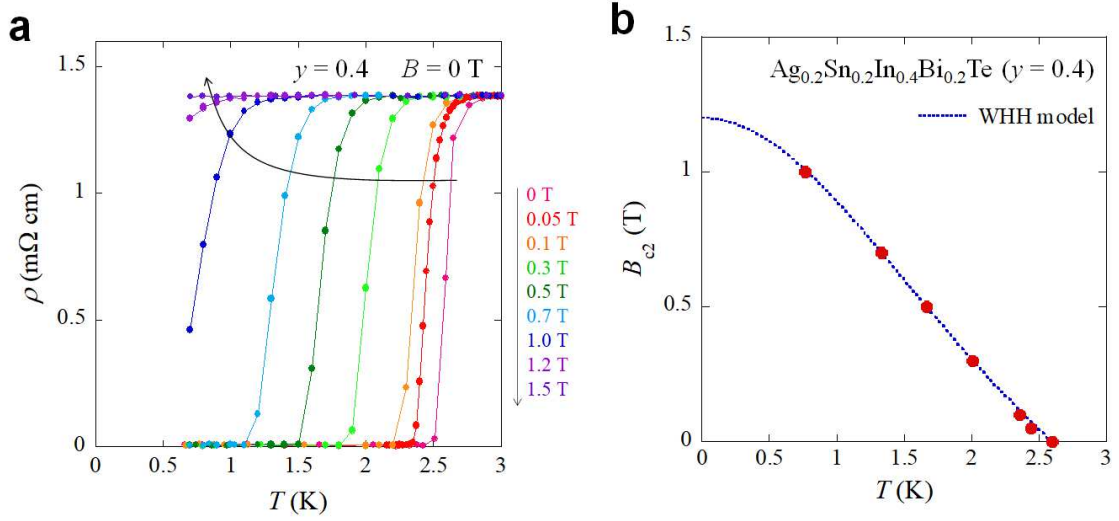 a
y = 0.4
B = 0 T
ρ (mΩ cm)
1.5
1
0.5
0
0 T
0.05 T
0.1 T
0.3 T
0.5 T
0.7 T
1.0 T
1.2 T
1.5 T
0 0.5 1 1.5 2 2.5 3
T (K)
b
Ag0.2Sn0.2In0.4Bi0.2Te (y = 0.4)
WHH model
Bc2 (T)
1.5
1
0.5
0
0 0.5 1 1.5 2 2.5 3
T (K)